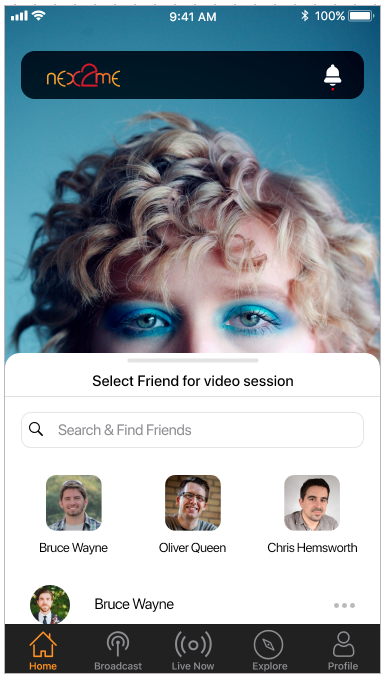 9:41 AM
100%
nex2me
Select Friend for video session
Search & Find Friends
Bruce Wayne
Oliver Queen
Chris Hemsworth
Bruce Wayne
Home
Broadcast
Live Now
Explore
Profile